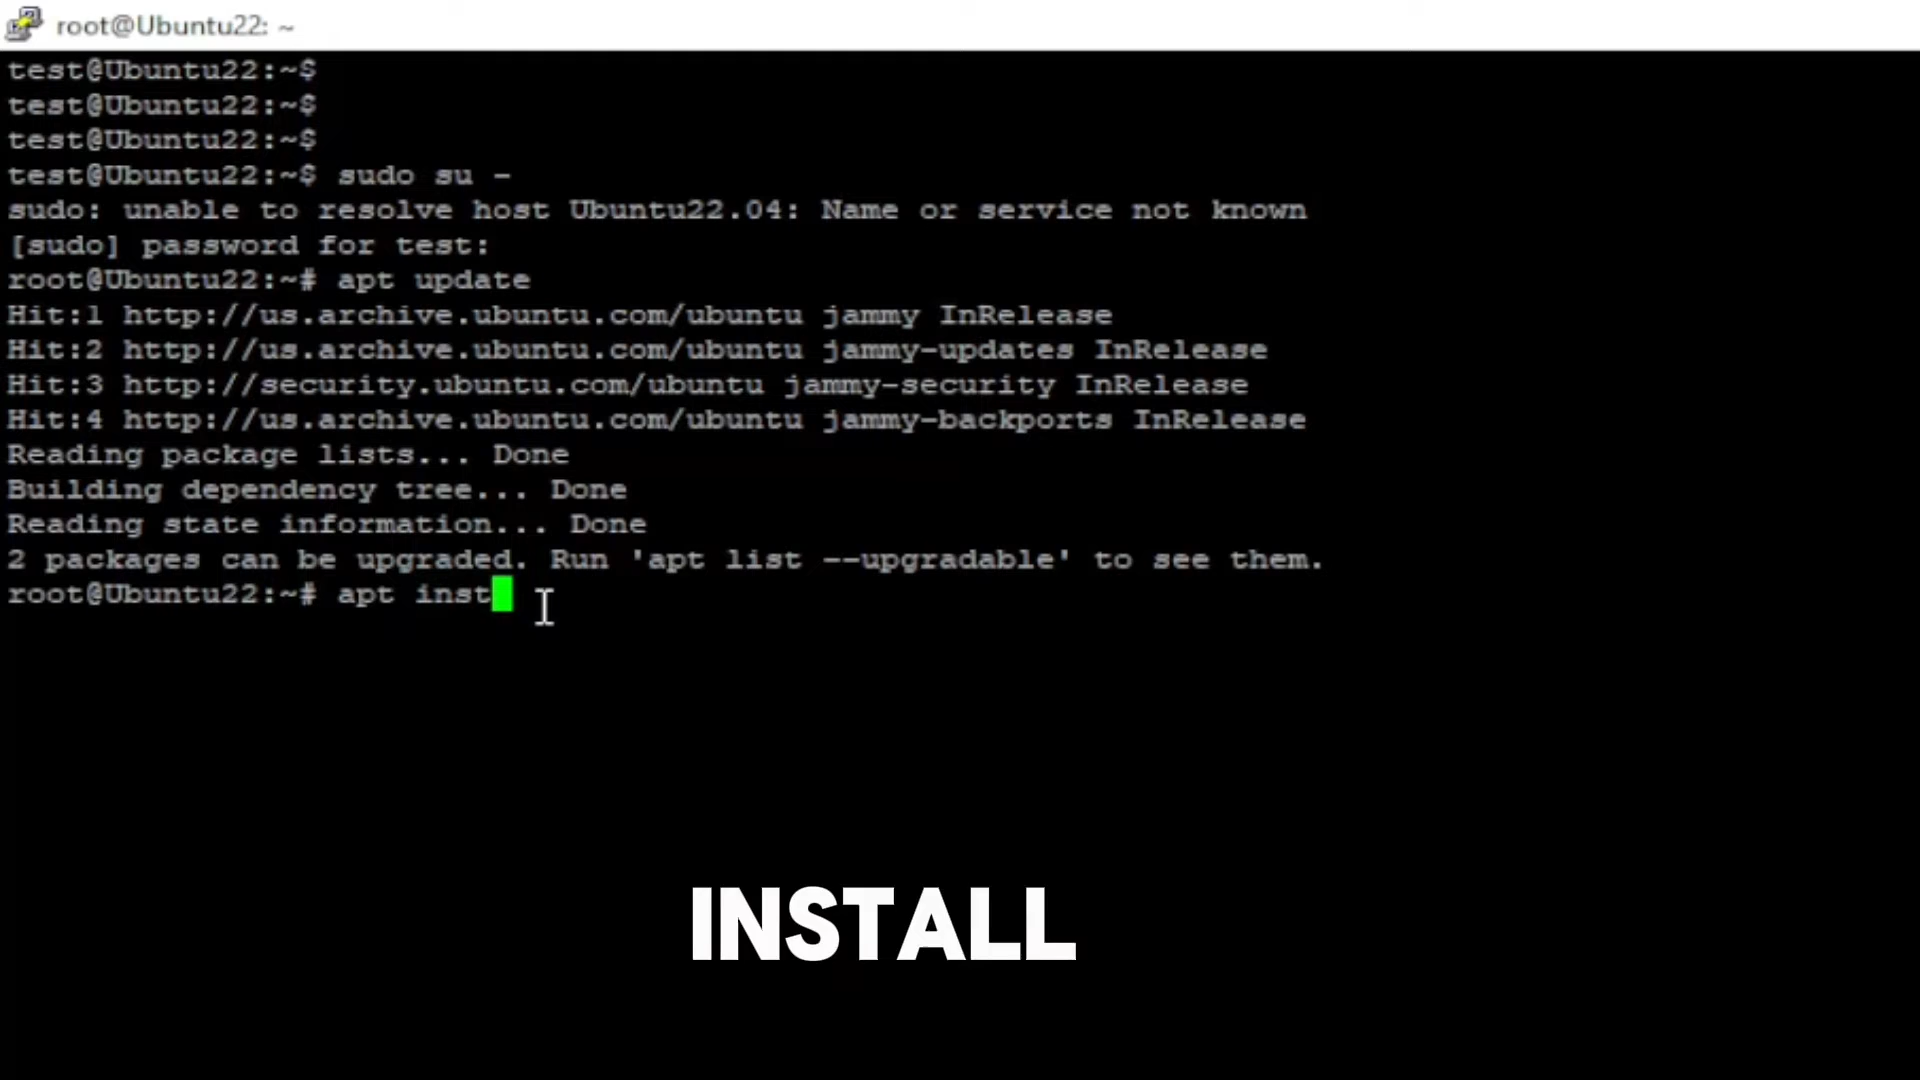 root@Ubuntu22: ~
test@Ubuntu22:~$
test@Ubuntu22:~$
test@Ubuntu22:~$
test@Ubuntu22:~$ sudo su -
sudo: unable to resolve host Ubuntu22.04: Name or service not known
[sudo] password for test:
root@Ubuntu22:~# apt update
Hit:1 http://us.archive.ubuntu.com/ubuntu jammy InRelease
Hit:2 http://us.archive.ubuntu.com/ubuntu jammy-updates InRelease
Hit:3 http://security.ubuntu.com/ubuntu jammy-security InRelease
Hit:4 http://us.archive.ubuntu.com/ubuntu jammy-backports InRelease
Reading package lists... Done
Building dependency tree... Done
Reading state information... Done
2 packages can be upgraded. Run 'apt list --upgradable' to see them.
root@Ubuntu22:~# apt inst
INSTALL